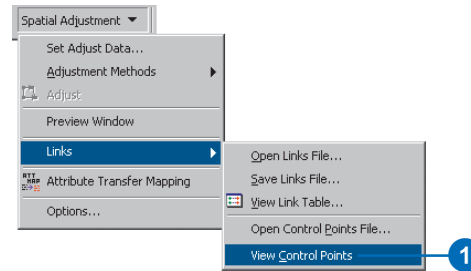 Spatial Adjustment
Set Adjust Data...
Adjustment Methods
Adjust
Preview Window
Links
Attribute Transfer Mapping
Options...
Open Links File...
Save Links File...
View Link Table...
Open Control Points File...
View Control Points
1